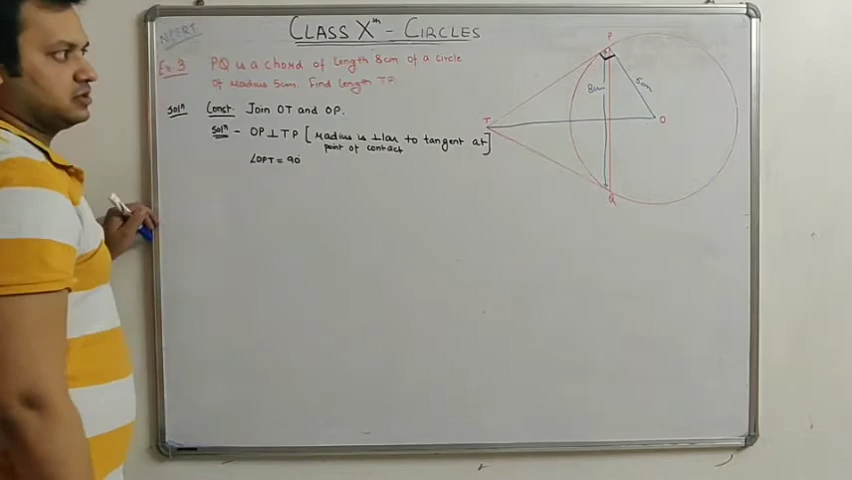 NCERT
CLASS Xth - CIRCLES
Ex. 3 PQ is a chord of length 8cm of a circle
of radius 5cm. Find length TP.
Soln Const. Join OT and OP.
Soln - OP ⊥ TP [Radius is ⊥lar to tangent at
point of contact]
∠OPT = 90°
P
8cm
5cm
T
O
Q